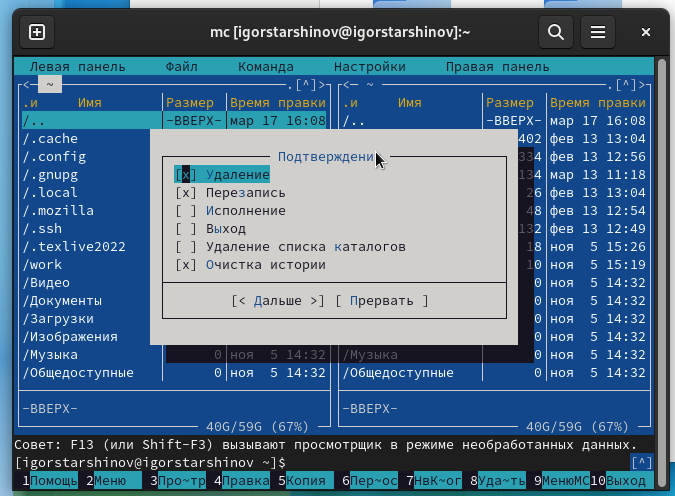 mc [igorstarshinov@igorstarshinov]:~
Левая панель Файл Команда Настройки Правая панель
<─ ~ .[^]> <─ ~ .[^]>
.и Имя Размер Время правки .и Имя Размер Время правки
/.. -ВВЕРХ- мар 17 16:08 /.. -ВВЕРХ- мар 17 16:08
/.cache 402 фев 13 13:04
/.config 334 фев 13 12:56
/.gnupg 134 мар 13 11:18
/.local 26 фев 13 13:04
/.mozilla 48 фев 13 12:54
/.ssh 132 фев 13 12:49
/.texlive2022 18 ноя 5 15:26
/work 10 ноя 5 15:19
/Видео 0 ноя 5 14:32
/Документы 0 ноя 5 14:32
/Загрузки 0 ноя 5 14:32
/Изображения 0 ноя 5 14:32
/Музыка 0 ноя 5 14:32 /Музыка 0 ноя 5 14:32
/Общедоступные 0 ноя 5 14:32 /Общедоступные 0 ноя 5 14:32
Подтверждени
[x] Удаление
[x] Перезапись
[ ] Исполнение
[ ] Выход
[ ] Удаление списка каталогов
[x] Очистка истории
[< Дальше >] [ Прервать ]
-ВВЕРХ- -ВВЕРХ-
40G/59G (67%) 40G/59G (67%)
Совет: F13 (или Shift-F3) вызывают просмотрщик в режиме необработанных данных.
[igorstarshinov@igorstarshinov ~]$ [^]
1Помощь 2Меню 3Про~тр 4Правка 5Копия 6Пер~ос 7НвК~ог 8Уда~ть 9МенюMC 10Выход